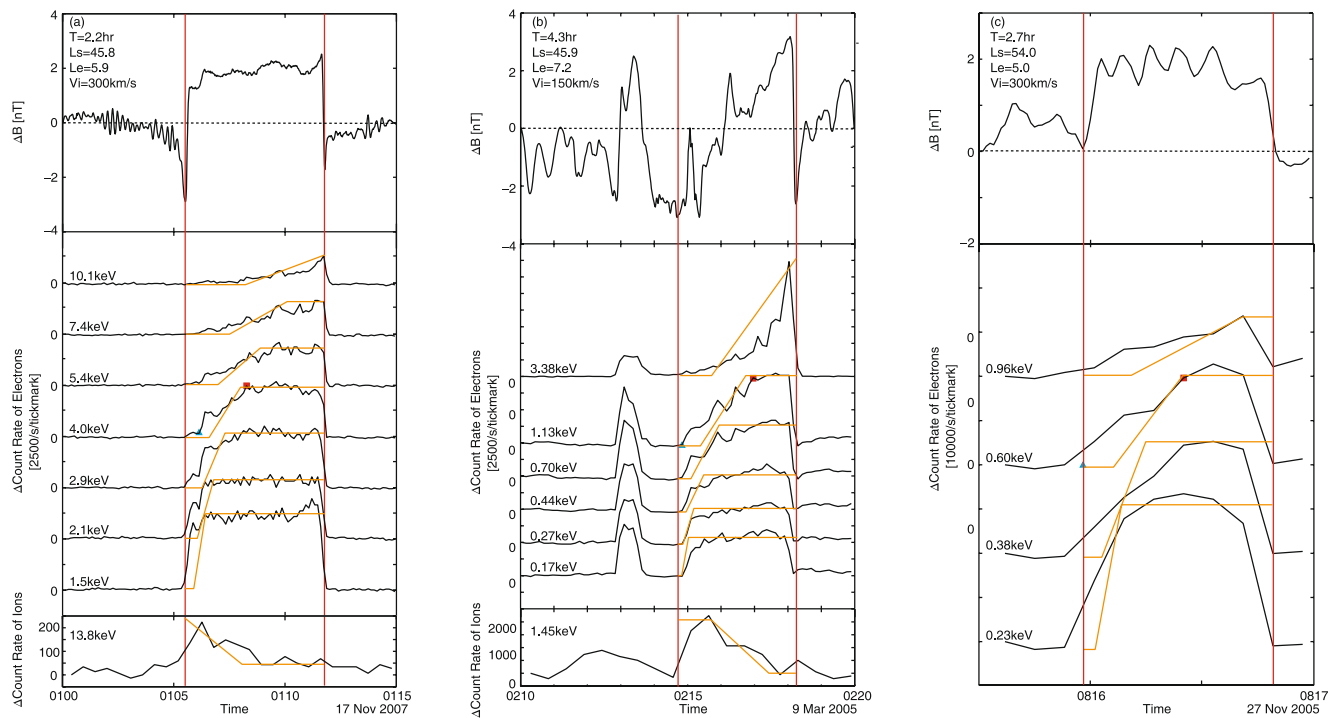 (a)
T=2.2hr
Ls=45.8
Le=5.9
Vi=300km/s
4
2
0
−2
−4
ΔB [nT]
10.1keV
7.4keV
5.4keV
4.0keV
2.9keV
2.1keV
1.5keV
0
0
0
0
0
0
0
ΔCount Rate of Electrons
[2500/s/tickmark]
13.8keV
200
100
0
ΔCount Rate of Ions
0100
0105
0110
0115
Time
17 Nov 2007
(b)
T=4.3hr
Ls=45.9
Le=7.2
Vi=150km/s
4
2
0
−2
−4
ΔB [nT]
3.38keV
1.13keV
0.70keV
0.44keV
0.27keV
0.17keV
0
0
0
0
0
0
ΔCount Rate of Electrons
[2500/s/tickmark]
1.45keV
2000
1000
0
ΔCount Rate of Ions
0210
0215
0220
Time
9 Mar 2005
(c)
T=2.7hr
Ls=54.0
Le=5.0
Vi=300km/s
4
2
0
−2
ΔB [nT]
0.96keV
0.60keV
0.38keV
0.23keV
0
0
0
0
ΔCount Rate of Electrons
[10000/s/tickmark]
0816
0817
Time
27 Nov 2005